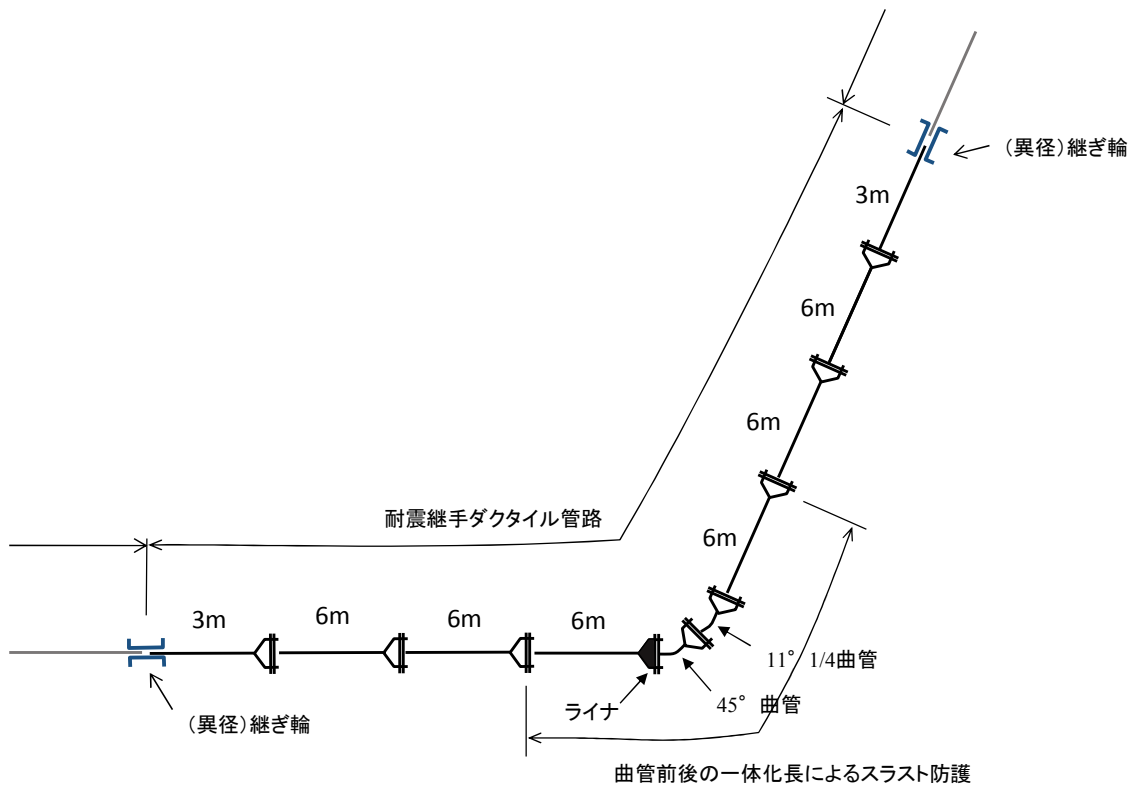 (異径)継ぎ輪
3m
6m
6m
6m
耐震継手ダクタイル管路
3m
6m
6m
6m
11° 1/4曲管
45° 曲管
ライナ
(異径)継ぎ輪
曲管前後の一体化長によるスラスト防護